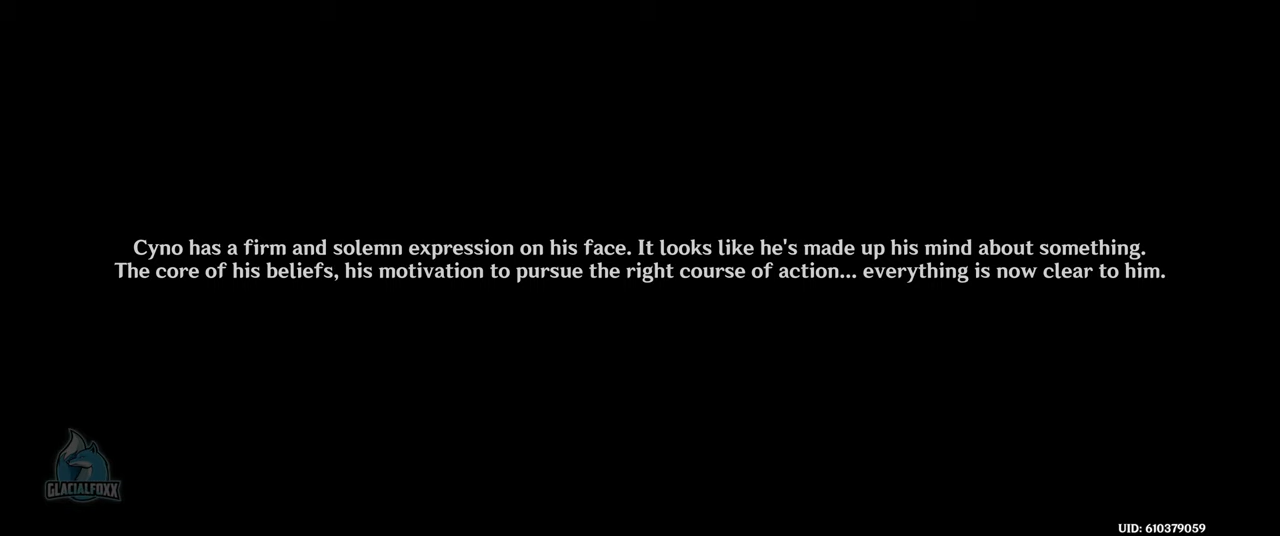 Cyno has a firm and solemn expression on his face. It looks like he's made up his mind about something.
The core of his beliefs, his motivation to pursue the right course of action... everything is now clear to him.
GLACIALFOXX
UID: 610379059